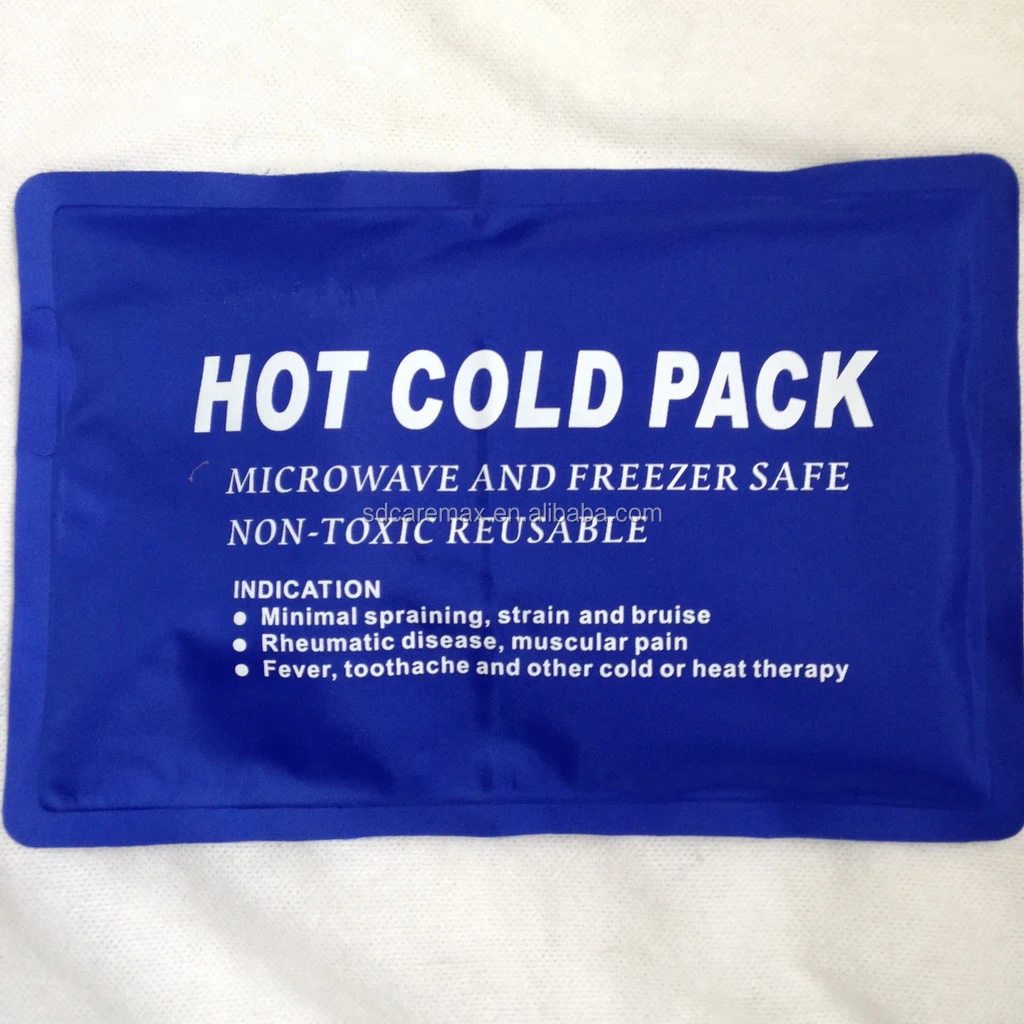 HOT COLD PACK
MICROWAVE AND FREEZER SAFE
sdcaremax.en.alibaba.com
NON-TOXIC REUSABLE
INDICATION
● Minimal spraining, strain and bruise
● Rheumatic disease, muscular pain
● Fever, toothache and other cold or heat therapy